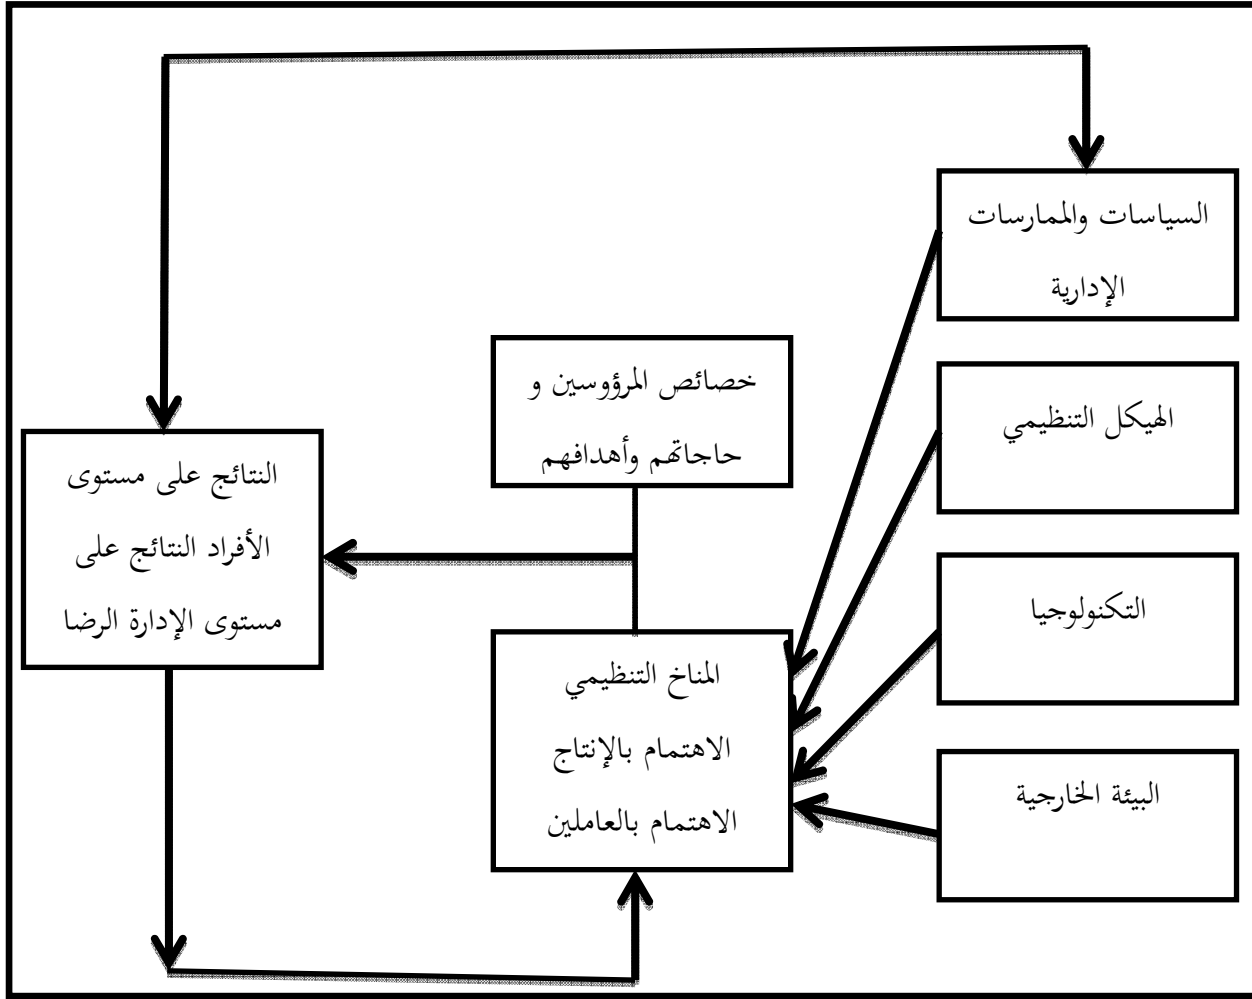 السياسات والممارسات
الإدارية
الهيكل التنظيمي
التكنولوجيا
البيئة الخارجية
خصائص المرؤوسين و
حاجاتهم وأهدافهم
المناخ التنظيمي
الاهتمام بالإنتاج
الاهتمام بالعاملين
النتائج على مستوى
الأفراد النتائج على
مستوى الإدارة الرضا